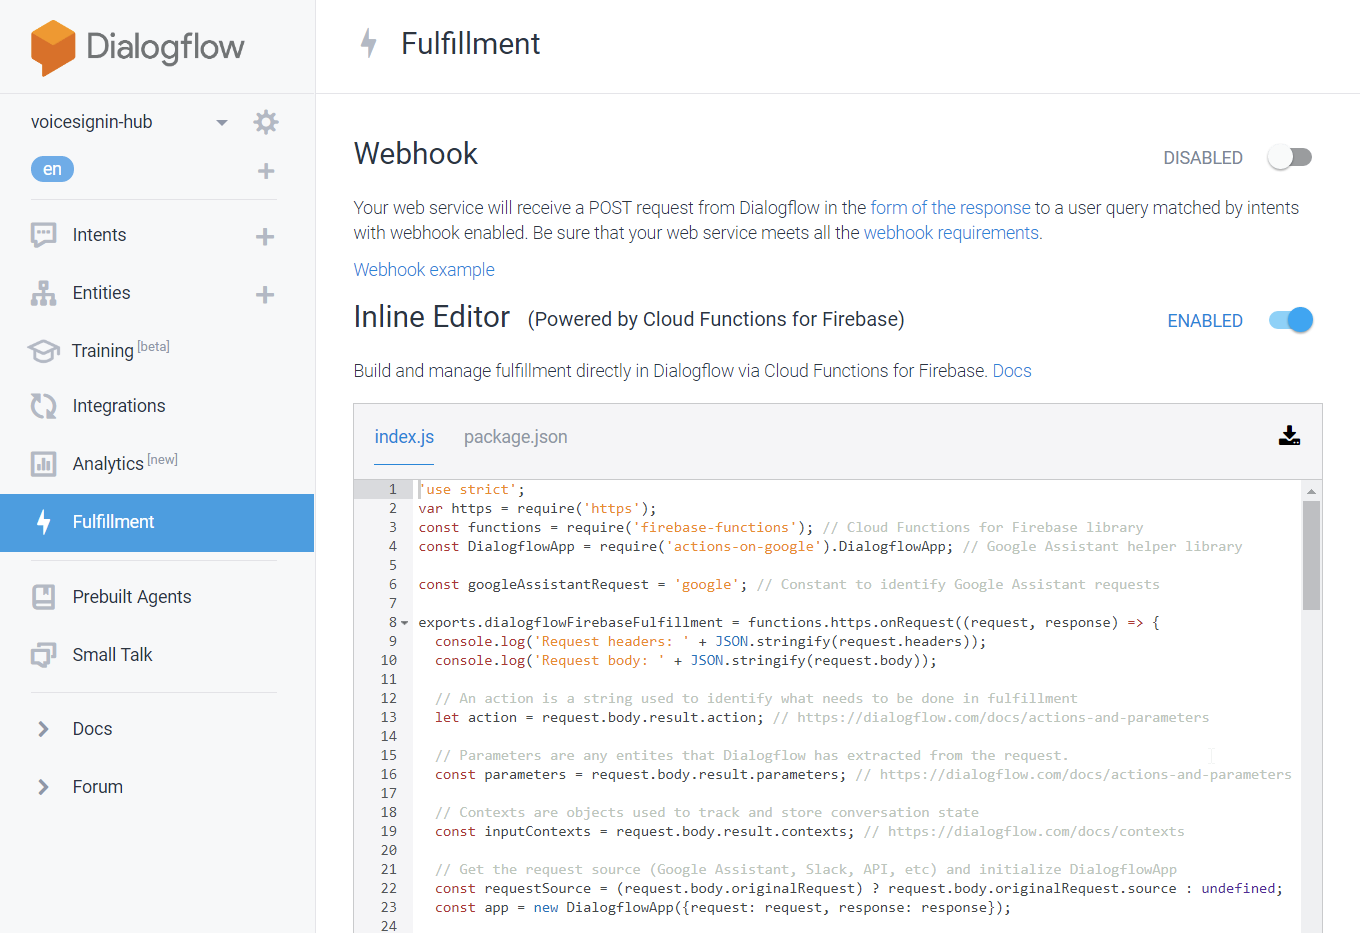 Dialogflow
Fulfillment
voicesignin-hub
en
Intents
Entities
Training [beta]
Integrations
Analytics [new]
Fulfillment
Prebuilt Agents
Small Talk
Docs
Forum
Webhook
DISABLED
Your web service will receive a POST request from Dialogflow in the form of the response to a user query matched by intents
with webhook enabled. Be sure that your web service meets all the webhook requirements.
Webhook example
Inline Editor (Powered by Cloud Functions for Firebase)
ENABLED
Build and manage fulfillment directly in Dialogflow via Cloud Functions for Firebase. Docs
index.js package.json
1 'use strict';
2 var https = require('https');
3 const functions = require('firebase-functions'); // Cloud Functions for Firebase library
4 const DialogflowApp = require('actions-on-google').DialogflowApp; // Google Assistant helper library
5
6 const googleAssistantRequest = 'google'; // Constant to identify Google Assistant requests
7
8 exports.dialogflowFirebaseFulfillment = functions.https.onRequest((request, response) => {
9 console.log('Request headers: ' + JSON.stringify(request.headers));
10 console.log('Request body: ' + JSON.stringify(request.body));
11
12 // An action is a string used to identify what needs to be done in fulfillment
13 let action = request.body.result.action; // https://dialogflow.com/docs/actions-and-parameters
14
15 // Parameters are any entites that Dialogflow has extracted from the request.
16 const parameters = request.body.result.parameters; // https://dialogflow.com/docs/actions-and-parameters
17
18 // Contexts are objects used to track and store conversation state
19 const inputContexts = request.body.result.contexts; // https://dialogflow.com/docs/contexts
20
21 // Get the request source (Google Assistant, Slack, API, etc) and initialize DialogflowApp
22 const requestSource = (request.body.originalRequest) ? request.body.originalRequest.source : undefined;
23 const app = new DialogflowApp({request: request, response: response});
24